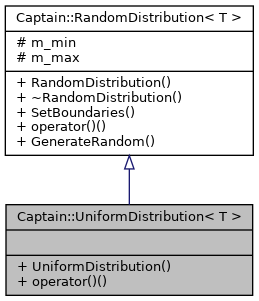 Captain::RandomDistribution< T >
# m_min
# m_max
+ RandomDistribution()
+ ~RandomDistribution()
+ SetBoundaries()
+ operator()()
+ GenerateRandom()
Captain::UniformDistribution< T >
+ UniformDistribution()
+ operator()()